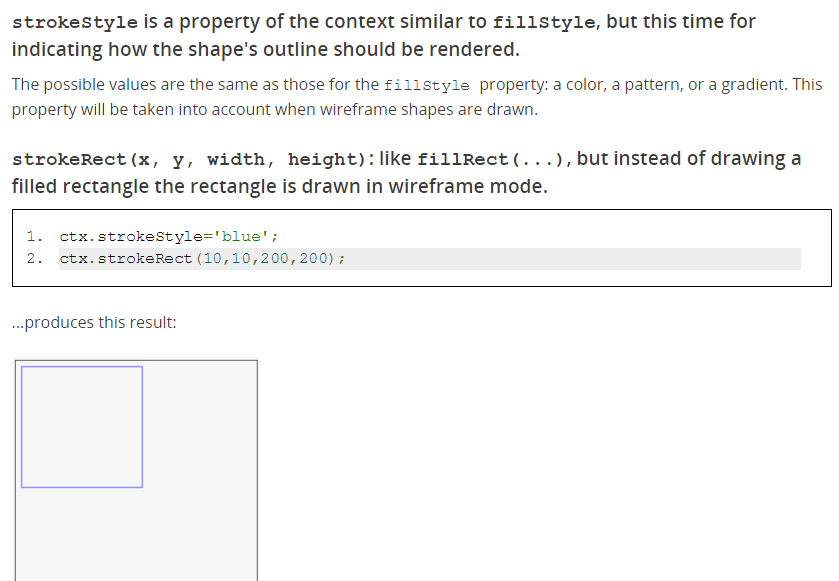 strokeStyle is a property of the context similar to fillStyle, but this time for
indicating how the shape's outline should be rendered.
The possible values are the same as those for the fillStyle property: a color, a pattern, or a gradient. This
property will be taken into account when wireframe shapes are drawn.
strokeRect(x, y, width, height): like fillRect(...), but instead of drawing a
filled rectangle the rectangle is drawn in wireframe mode.
1. ctx.strokeStyle='blue';
2. ctx.strokeRect(10,10,200,200);
...produces this result: